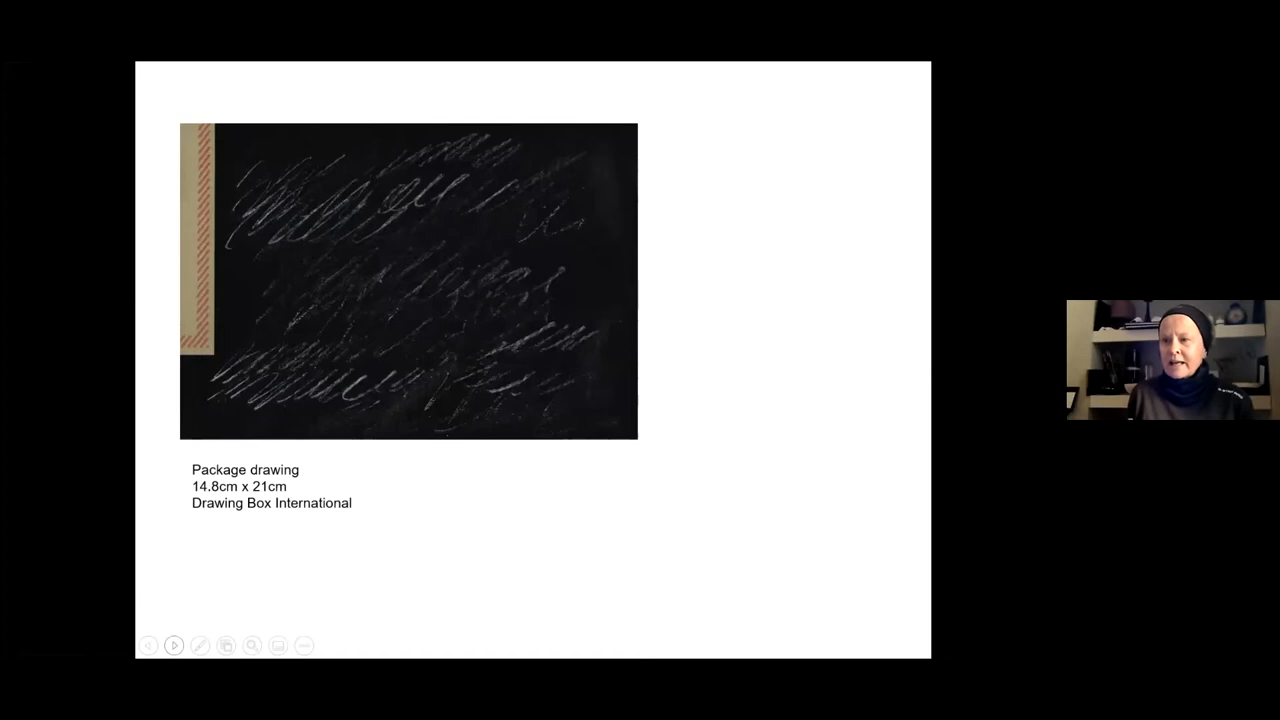 Package drawing
14.8cm x 21cm
Drawing Box International